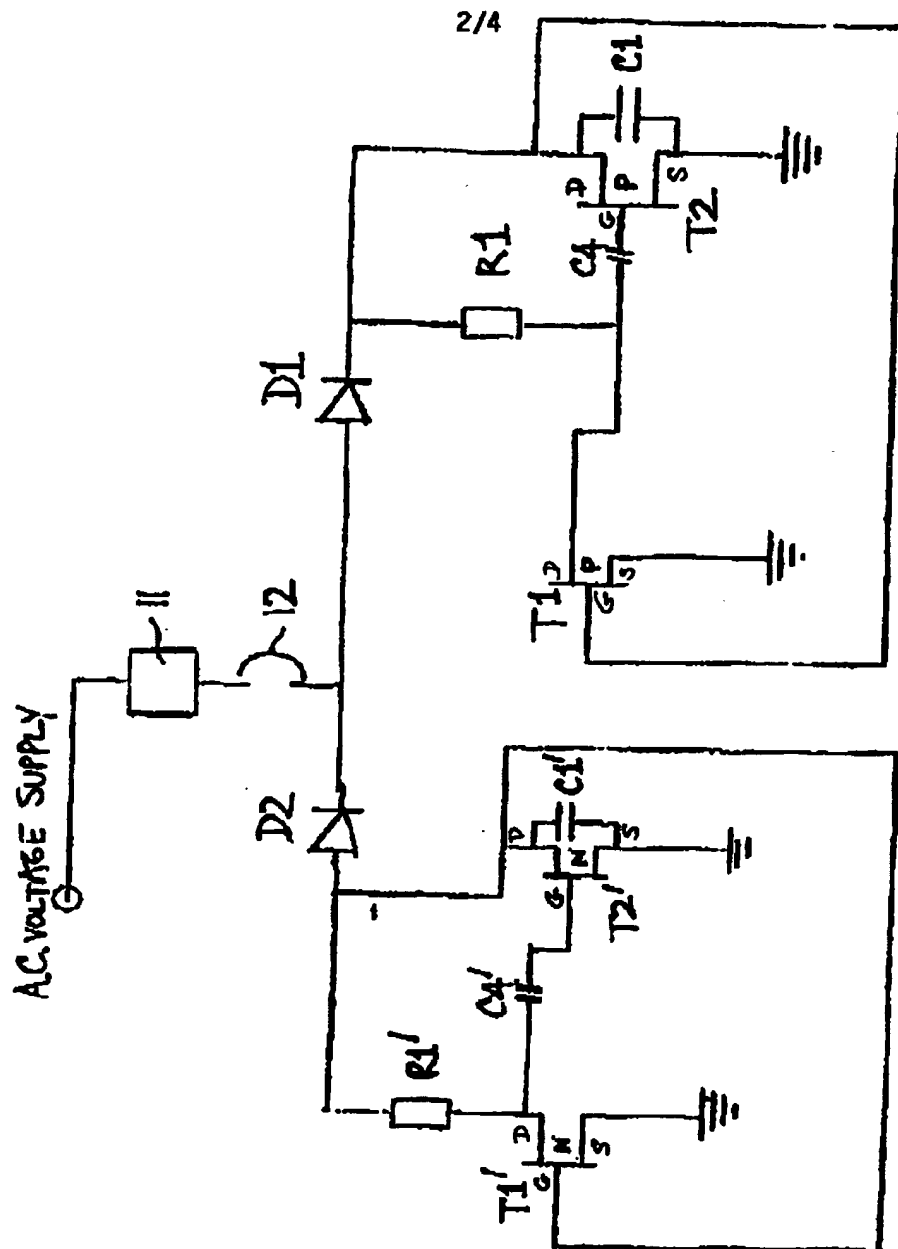 2/4
A.C. VOLTAGE SUPPLY
11
12
D1
D2
R1
C1
D
P
G
S
C4
T2
T1
D
P
G
S
R1'
C4'
C1'
D
N
G
S
T2'
T1'
D
N
G
S